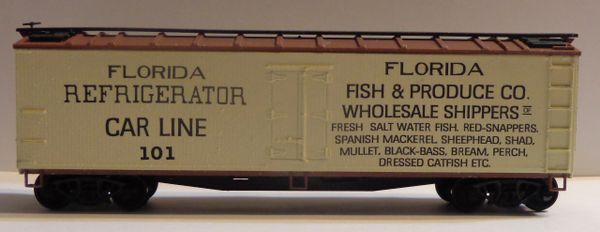 FLORIDA
REFRIGERATOR
CAR LINE
101
FLORIDA
FISH & PRODUCE CO.
WHOLESALE SHIPPERS OF
FRESH SALT WATER FISH. RED-SNAPPERS.
SPANISH MACKEREL. SHEEPHEAD, SHAD,
MULLET, BLACK-BASS, BREAM, PERCH,
DRESSED CATFISH ETC.